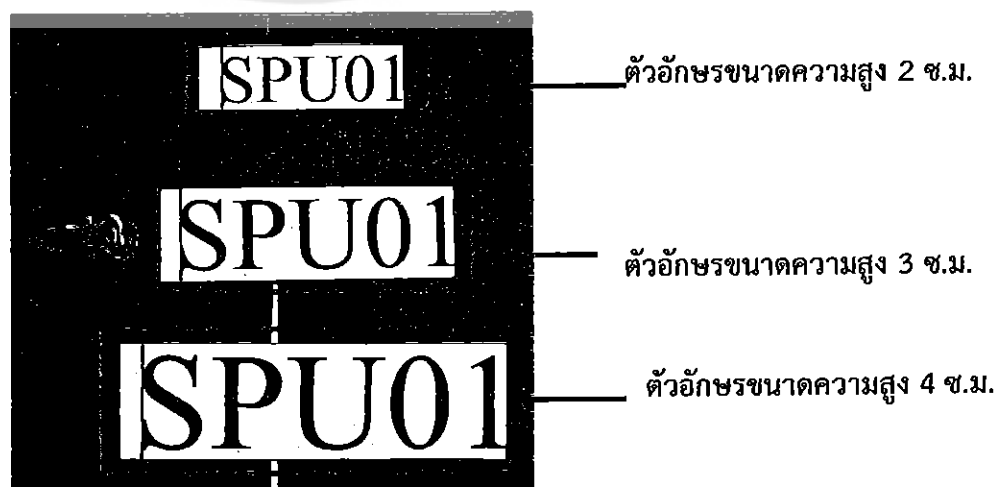 SPU01 ตัวอักษรขนาดความสูง 2 ซ.ม.
SPU01 ตัวอักษรขนาดความสูง 3 ซ.ม.
SPU01 ตัวอักษรขนาดความสูง 4 ซ.ม.